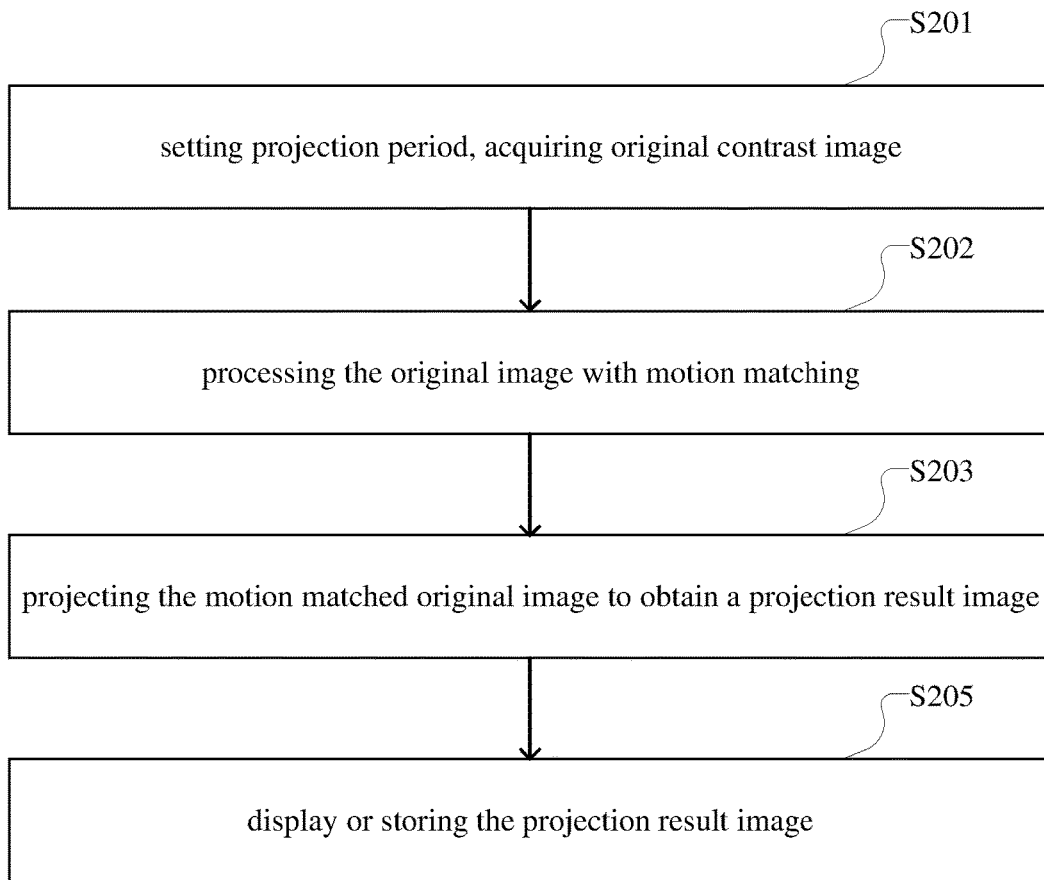 S201
setting projection period, acquiring original contrast image
S202
processing the original image with motion matching
S203
projecting the motion matched original image to obtain a projection result image
S205
display or storing the projection result image